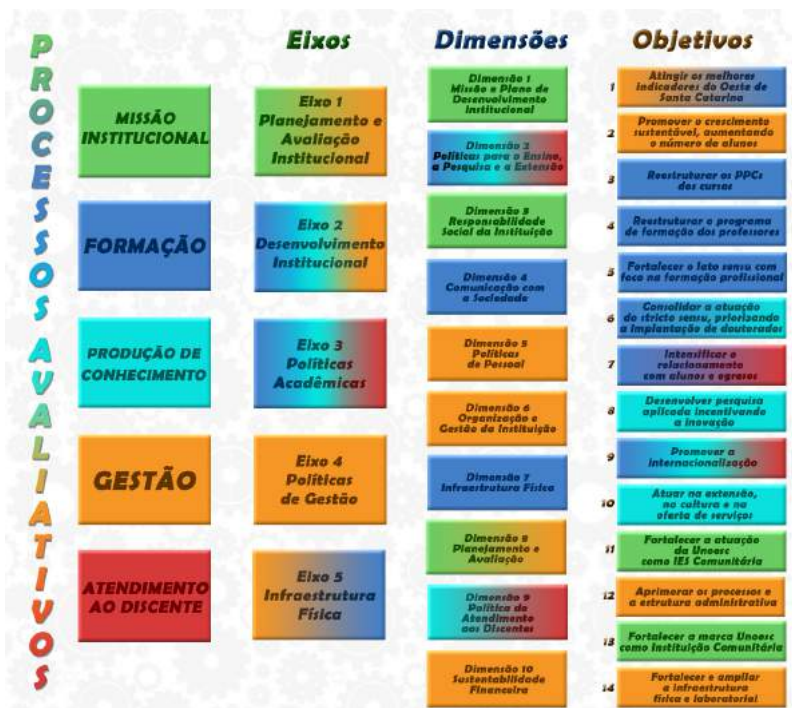 PROCESSOS AVALIATIVOS
Eixos
Dimensões
Objetivos
MISSÃO
INSTITUCIONAL
FORMAÇÃO
PRODUÇÃO DE
CONHECIMENTO
GESTÃO
ATENDIMENTO
AO DISCENTE
Eixo 1
Planejamento e
Avaliação
Institucional
Eixo 2
Desenvolvimento
Institucional
Eixo 3
Políticas
Acadêmicas
Eixo 4
Políticas
de Gestão
Eixo 5
Infraestrutura
Física
Dimensão 1
Missão e Plano de
Desenvolvimento
Institucional
Dimensão 2
Políticas para o Ensino,
a Pesquisa e a Extensão
Dimensão 3
Responsabilidade
Social da Instituição
Dimensão 4
Comunicação com
a Sociedade
Dimensão 5
Políticas
de Pessoal
Dimensão 6
Organização e
Gestão da Instituição
Dimensão 7
Infraestrutura Física
Dimensão 8
Planejamento e
Avaliação
Dimensão 9
Política de
Atendimento
aos Discentes
Dimensão 10
Sustentabilidade
Financeira
1 Atingir os melhores
indicadores do Oeste de
Santa Catarina
2 Promover o crescimento
sustentável, aumentando
o número de alunos
3 Reestruturar os PPCs
dos cursos
4 Reestruturar o programa
de formação dos professores
5 Fortalecer o lato sensu com
foco na formação profissional
6 Consolidar a atuação
do stricto sensu, priorizando
a implantação de doutorados
7 Intensificar o
relacionamento
com alunos e egresos
8 Desenvolver pesquisa
aplicada incentivando
a inovação
9 Promover a
internacionalização
10 Atuar na extensão,
na cultura e na
oferta de serviços
11 Fortalecer a atuação
da Unoesc
como IES Comunitária
12 Aprimorar os processos e
a estrutura administrativa
13 Fortalecer a marca Unoesc
como Instituição Comunitária
14 Fortalecer e ampliar
a infraestrutura
física e laboratorial